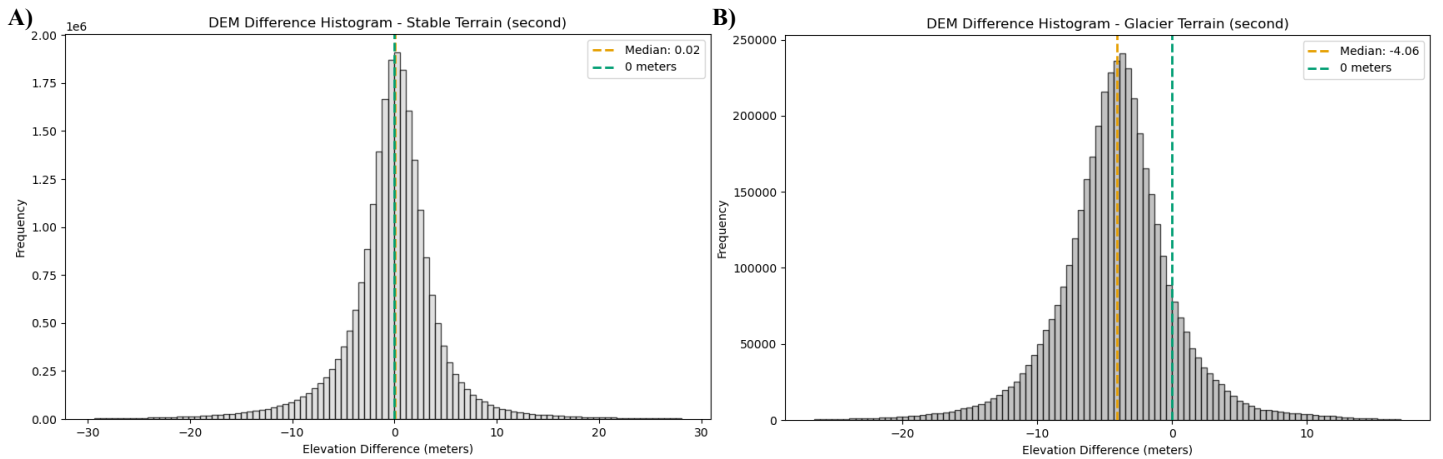 A)
DEM Difference Histogram - Stable Terrain (second)
1e6
2.00
1.75
1.50
1.25
1.00
0.75
0.50
0.25
0.00
Frequency
Median: 0.02
0 meters
−30
−20
−10
0
10
20
30
Elevation Difference (meters)
B)
DEM Difference Histogram - Glacier Terrain (second)
250000
200000
150000
100000
50000
0
Frequency
Median: -4.06
0 meters
−20
−10
0
10
Elevation Difference (meters)